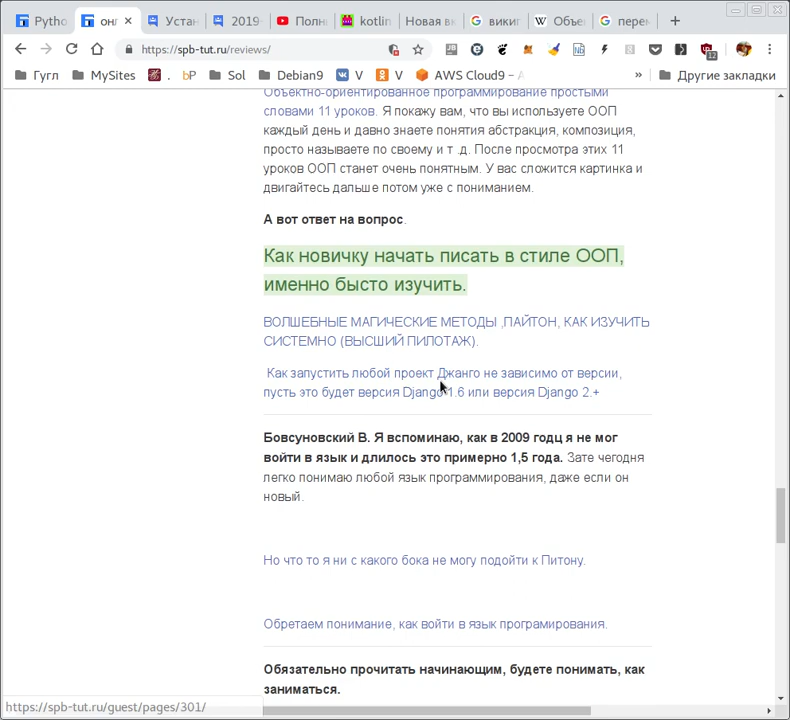 Pytho
онл
Устан
2019
Полн
kotlin
Новая вк
вики
Объе
перем
https://spb-tut.ru/reviews/
12
Гугл
MySites
.
bP
Sol
Debian9
V
V
AWS Cloud9 – A
»
Другие закладки
Объектно-ориентированное программирование простыми
словами 11 уроков. Я покажу вам, что вы используете ООП
каждый день и давно знаете понятия абстракция, композиция,
просто называете по своему и т .д. После просмотра этих 11
уроков ООП станет очень понятным. У вас сложится картинка и
двигайтесь дальше потом уже с пониманием.
А вот ответ на вопрос.
Как новичку начать писать в стиле ООП,
именно бысто изучить.
ВОЛШЕБНЫЕ МАГИЧЕСКИЕ МЕТОДЫ ,ПАЙТОН, КАК ИЗУЧИТЬ
СИСТЕМНО (ВЫСШИЙ ПИЛОТАЖ).
Как запустить любой проект Джанго не зависимо от версии,
пусть это будет версия Django 1.6 или версия Django 2.+
Бовсуновский В. Я вспоминаю, как в 2009 годц я не мог
войти в язык и длилось это примерно 1,5 года. Зате чегодня
легко понимаю любой язык программирования, даже если он
новый.
Но что то я ни с какого бока не могу подойти к Питону.
Обретаем понимание, как войти в язык програмирования.
Обязательно прочитать начинающим, будете понимать, как
заниматься.
https://spb-tut.ru/guest/pages/301/